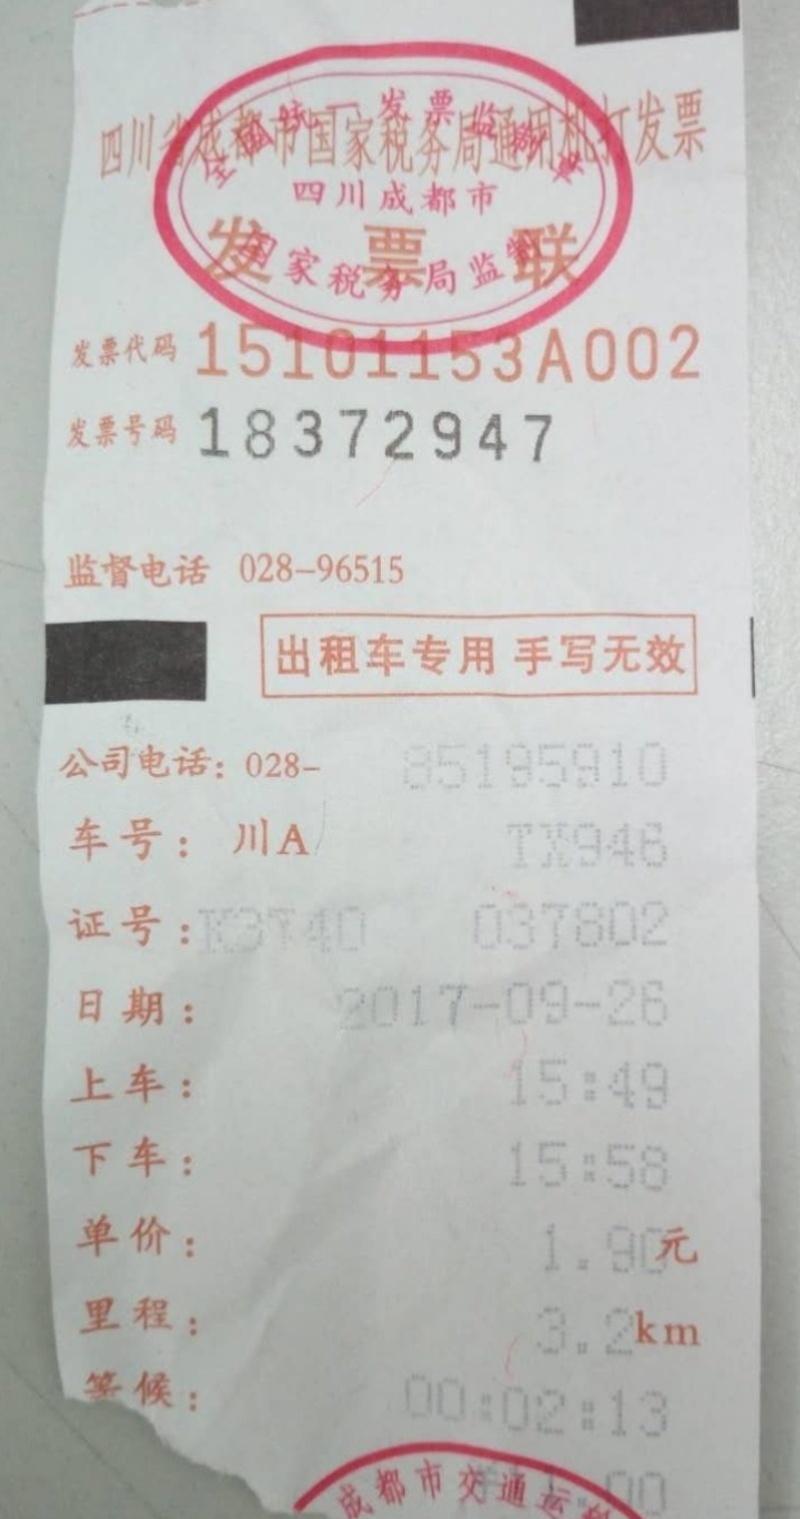 四川省成都市国家税务局通用机打发票
全国统一发票监制章
四川成都市
国家税务局监制
发票联
发票代码 15101153A002
发票号码 18372947
监督电话 028-96515
出租车专用 手写无效
公司电话: 028- 85195910
车号: 川A TX946
证号: K3Y40 037802
日期: 2017-09-26
上车: 15:49
下车: 15:58
单价: 1.90元
里程: 3.2km
等候: 00:02:13
成都市交通运